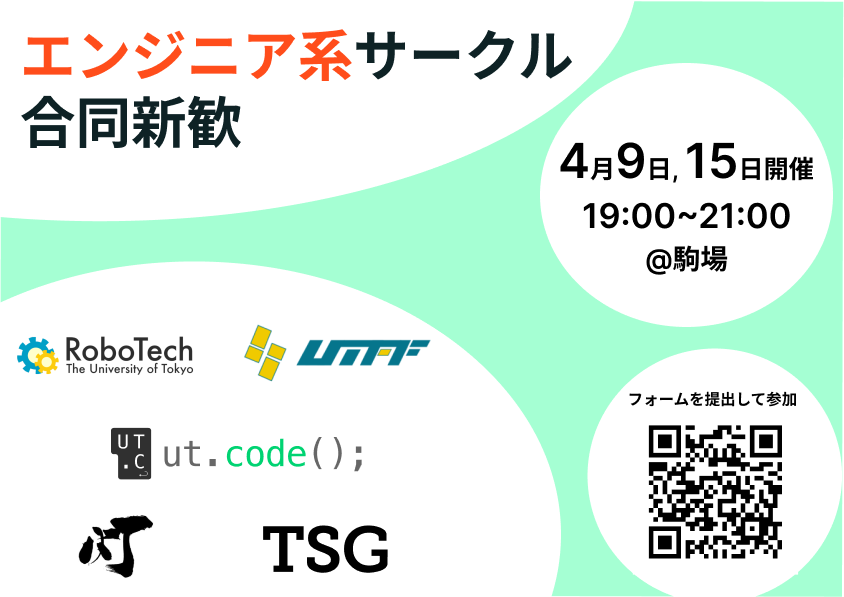 エンジニア系サークル
合同新歓
4月9日, 15日開催
19:00~21:00
@駒場
RoboTech
The University of Tokyo
UTMF
UT
.C
ut.code();
灯
TSG
フォームを提出して参加